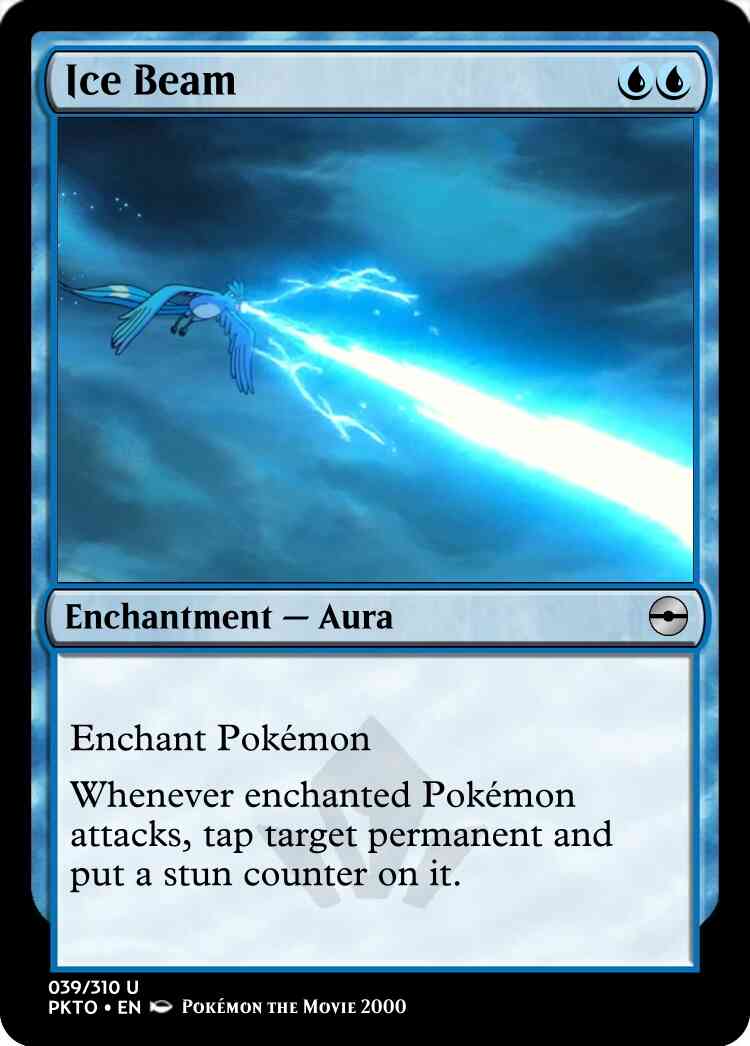 Ice Beam
Enchantment — Aura
Enchant Pokémon
Whenever enchanted Pokémon
attacks, tap target permanent and
put a stun counter on it.
039/310 U
PKTO • EN Pokémon the Movie 2000